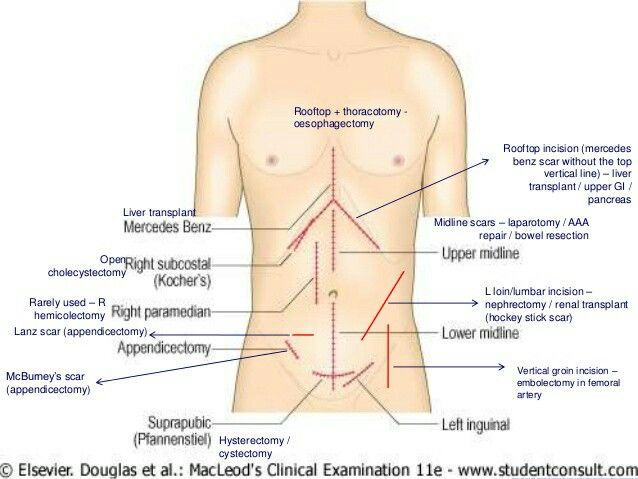 Rooftop + thoracotomy -
oesophagectomy
Rooftop incision (mercedes
benz scar without the top
vertical line) – liver
transplant / upper GI /
pancreas
Liver transplant
Mercedes Benz
Midline scars – laparotomy / AAA
repair / bowel resection
Upper midline
Open
cholecystectomy
Right subcostal
(Kocher's)
L loin/lumbar incision –
nephrectomy / renal transplant
(hockey stick scar)
Rarely used – R
hemicolectomy
Right paramedian
Lanz scar (appendicectomy)
Lower midline
Appendicectomy
McBurney's scar
(appendicectomy)
Vertical groin incision –
embolectomy in femoral
artery
Suprapubic
(Pfannenstiel)
Hysterectomy /
cystectomy
Left inguinal
© Elsevier. Douglas et al.: MacLeod's Clinical Examination 11e - www.studentconsult.com